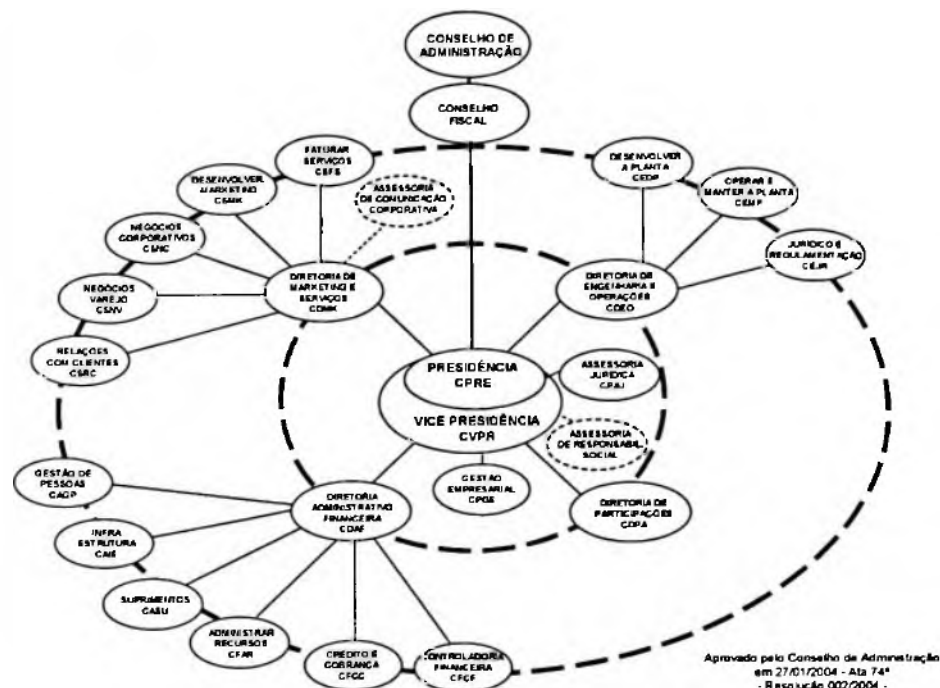 CONSELHO DE
ADMINISTRAÇÃO
CONSELHO
FISCAL
FATURAR
SERVIÇOS
DESENVOLVER
MARKETING
CSMK
ASSESSORIA
DE COMUNICAÇÃO
CORPORATIVA
NEGÓCIOS
CORPORATIVOS
CSNC
DIRETORIA DE
MARKETING E
SERVIÇOS
CDMK
NEGÓCIOS
VAREJO
CSNV
RELAÇÕES
COM CLIENTES
CSRC
DESENVOLVER
A PLANTA
CEDP
OPERAR E
MANTER A PLANTA
CEMP
JURÍDICO E
REGULAMENTAÇÃO
CEJR
DIRETORIA DE
ENGENHARIA E
OPERAÇÕES
CDEO
PRESIDÊNCIA
CPRE
VICE PRESIDÊNCIA
CVPR
ASSESSORIA
JURÍDICA
CPAJ
ASSESSORIA
DE RESPONSABIL
SOCIAL
GESTÃO
EMPRESARIAL
CPGE
DIRETORIA DE
PARTICIPAÇÕES
CDPA
GESTÃO DE
PESSOAS
CAGP
DIRETORIA
ADMINISTRATIVO
FINANCEIRA
CDAF
INFRA
ESTRUTURA
CAIE
SUPRIMENTOS
CASU
ADMINISTRAR
RECURSOS
CFAR
CRÉDITO E
COBRANÇA
CFCC
CONTROLADORIA
FINANCEIRA
CFCF
Aprovado pelo Conselho de Administração
em 27/01/2004 - Ata 74ª
- Resolução 002/2004 -